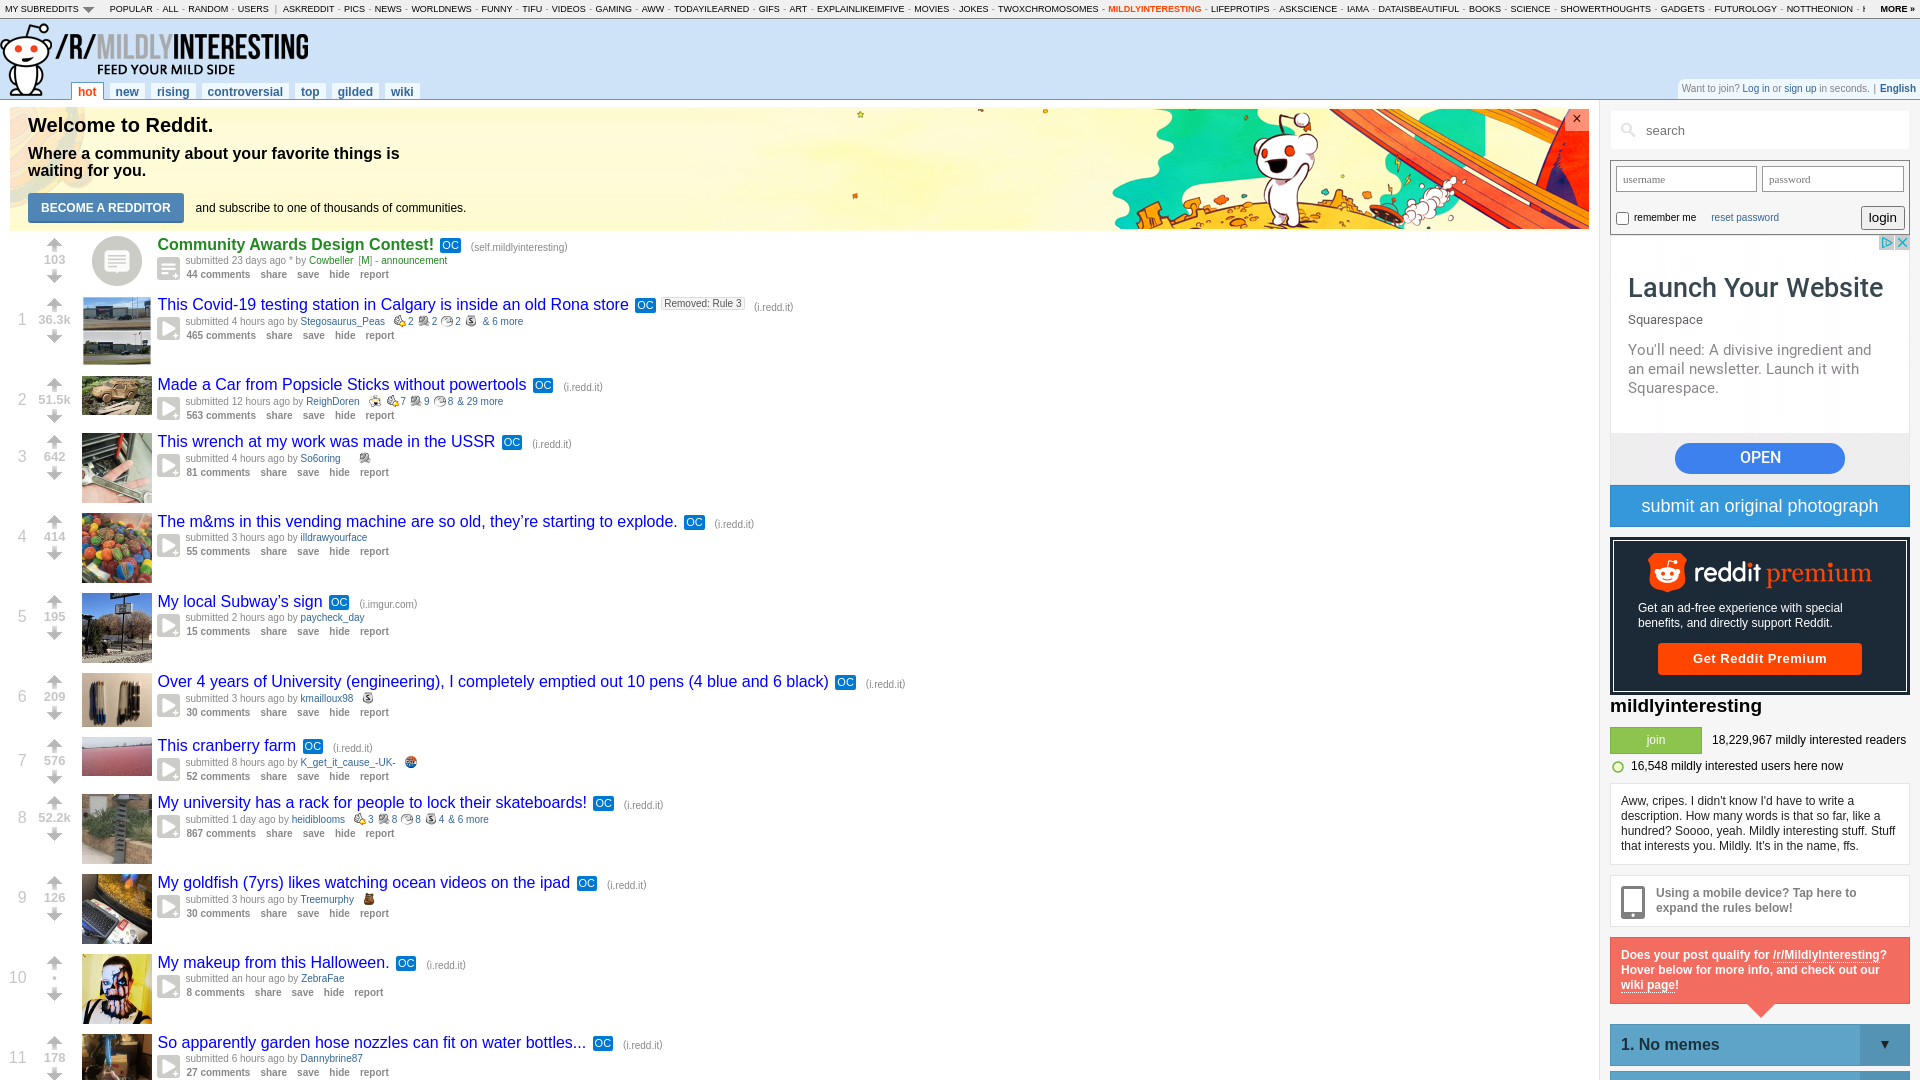 MY SUBREDDITS POPULAR - ALL - RANDOM - USERS | ASKREDDIT - PICS - NEWS - WORLDNEWS - FUNNY - TIFU - VIDEOS - GAMING - AWW - TODAYILEARNED - GIFS - ART - EXPLAINLIKEIMFIVE - MOVIES - JOKES - TWOXCHROMOSOMES - MILDLYINTERESTING - LIFEPROTIPS - ASKSCIENCE - IAMA - DATAISBEAUTIFUL - BOOKS - SCIENCE - SHOWERTHOUGHTS - GADGETS - FUTUROLOGY - NOTTHEONION - MORE »
/R/MILDLYINTERESTING
FEED YOUR MILD SIDE
hot new rising controversial top gilded wiki
Want to join? Log in or sign up in seconds. | English
Welcome to Reddit.
Where a community about your favorite things is
waiting for you.
BECOME A REDDITOR and subscribe to one of thousands of communities.
×
103
Community Awards Design Contest! OC (self.mildlyinteresting)
submitted 23 days ago * by Cowbeller [M] - announcement
44 comments share save hide report
1
36.3k
This Covid-19 testing station in Calgary is inside an old Rona store OC Removed: Rule 3 (i.redd.it)
submitted 4 hours ago by Stegosaurus_Peas 2 2 2 & 6 more
465 comments share save hide report
2
51.5k
Made a Car from Popsicle Sticks without powertools OC (i.redd.it)
submitted 12 hours ago by ReighDoren 7 9 8 & 29 more
563 comments share save hide report
3
642
This wrench at my work was made in the USSR OC (i.redd.it)
submitted 4 hours ago by So6oring
81 comments share save hide report
4
414
The m&ms in this vending machine are so old, they’re starting to explode. OC (i.redd.it)
submitted 3 hours ago by illdrawyourface
55 comments share save hide report
5
195
My local Subway’s sign OC (i.imgur.com)
submitted 2 hours ago by paycheck_day
15 comments share save hide report
6
209
Over 4 years of University (engineering), I completely emptied out 10 pens (4 blue and 6 black) OC (i.redd.it)
submitted 3 hours ago by kmailloux98
30 comments share save hide report
7
576
This cranberry farm OC (i.redd.it)
submitted 8 hours ago by K_get_it_cause_-UK-
52 comments share save hide report
8
52.2k
My university has a rack for people to lock their skateboards! OC (i.redd.it)
submitted 1 day ago by heidiblooms 3 8 8 4 & 6 more
867 comments share save hide report
9
126
My goldfish (7yrs) likes watching ocean videos on the ipad OC (i.redd.it)
submitted 3 hours ago by Treemurphy
30 comments share save hide report
10
•
My makeup from this Halloween. OC (i.redd.it)
submitted an hour ago by ZebraFae
8 comments share save hide report
11
178
So apparently garden hose nozzles can fit on water bottles... OC (i.redd.it)
submitted 6 hours ago by Dannybrine87
27 comments share save hide report
search
username password
remember me reset password login
Launch Your Website
Squarespace
You'll need: A divisive ingredient and
an email newsletter. Launch it with
Squarespace.
OPEN
submit an original photograph
reddit premium
Get an ad-free experience with special
benefits, and directly support Reddit.
Get Reddit Premium
mildlyinteresting
join 18,229,967 mildly interested readers
16,548 mildly interested users here now
Aww, cripes. I didn't know I'd have to write a
description. How many words is that so far, like a
hundred? Soooo, yeah. Mildly interesting stuff. Stuff
that interests you. Mildly. It's in the name, ffs.
Using a mobile device? Tap here to
expand the rules below!
Does your post qualify for /r/MildlyInteresting?
Hover below for more info, and check out our
wiki page!
1. No memes ▼